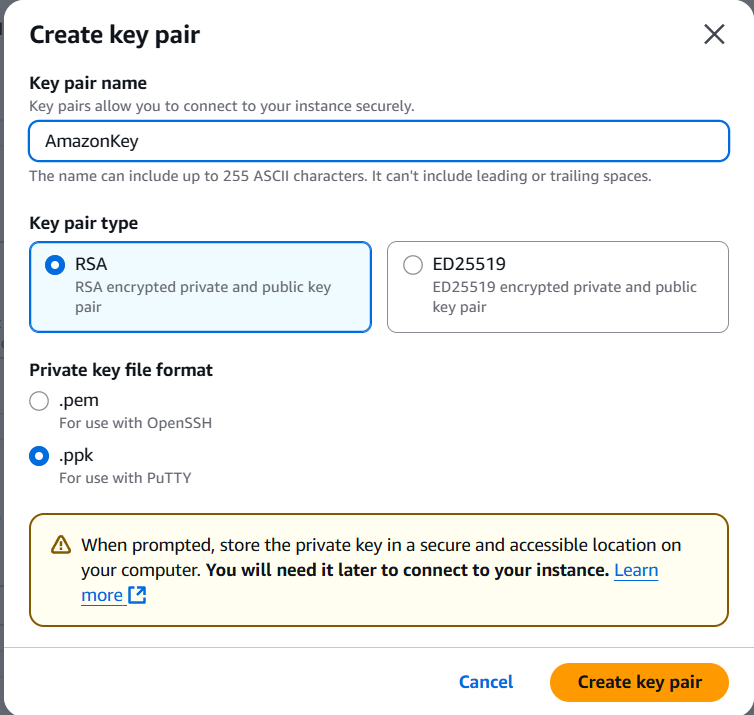 Create key pair
Key pair name
Key pairs allow you to connect to your instance securely.
AmazonKey
The name can include up to 255 ASCII characters. It can't include leading or trailing spaces.
Key pair type
RSA
RSA encrypted private and public key
pair
ED25519
ED25519 encrypted private and public
key pair
Private key file format
.pem
For use with OpenSSH
.ppk
For use with PuTTY
When prompted, store the private key in a secure and accessible location on
your computer. You will need it later to connect to your instance. Learn
more
Cancel
Create key pair